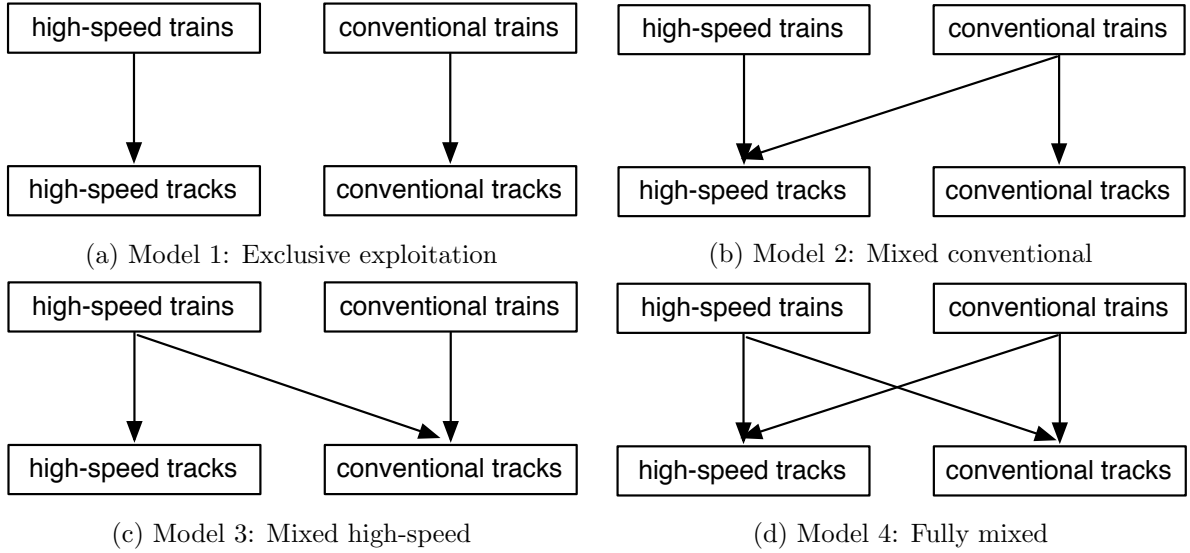 high-speed trains
conventional trains
high-speed tracks
conventional tracks
(a) Model 1: Exclusive exploitation
high-speed trains
conventional trains
high-speed tracks
conventional tracks
(b) Model 2: Mixed conventional
high-speed trains
conventional trains
high-speed tracks
conventional tracks
(c) Model 3: Mixed high-speed
high-speed trains
conventional trains
high-speed tracks
conventional tracks
(d) Model 4: Fully mixed